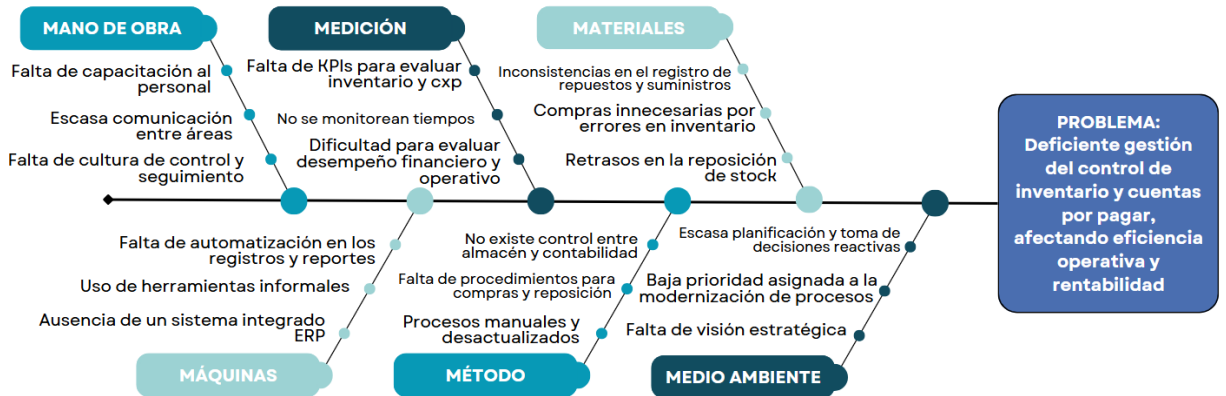 MANO DE OBRA
Falta de capacitación al
personal
Escasa comunicación
entre áreas
Falta de cultura de control y
seguimiento
MEDICIÓN
Falta de KPIs para evaluar
inventario y cxp
No se monitorean tiempos
Dificultad para evaluar
desempeño financiero y
operativo
MATERIALES
Inconsistencias en el registro de
repuestos y suministros
Compras innecesarias por
errores en inventario
Retrasos en la reposición
de stock
PROBLEMA:
Deficiente gestión
del control de
inventario y cuentas
por pagar,
afectando eficiencia
operativa y
rentabilidad
Falta de automatización en los
registros y reportes
Uso de herramientas informales
Ausencia de un sistema integrado
ERP
MÁQUINAS
No existe control entre
almacén y contabilidad
Falta de procedimientos para
compras y reposición
Procesos manuales y
desactualizados
MÉTODO
Escasa planificación y toma de
decisiones reactivas
Baja prioridad asignada a la
modernización de procesos
Falta de visión estratégica
MEDIO AMBIENTE